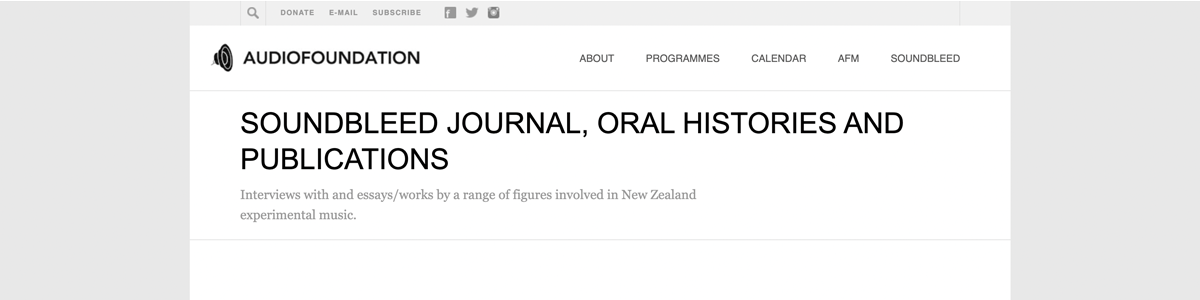 DONATE E-MAIL SUBSCRIBE
AUDIOFOUNDATION
ABOUT PROGRAMMES CALENDAR AFM SOUNDBLEED
SOUNDBLEED JOURNAL, ORAL HISTORIES AND
PUBLICATIONS
Interviews with and essays/works by a range of figures involved in New Zealand
experimental music.